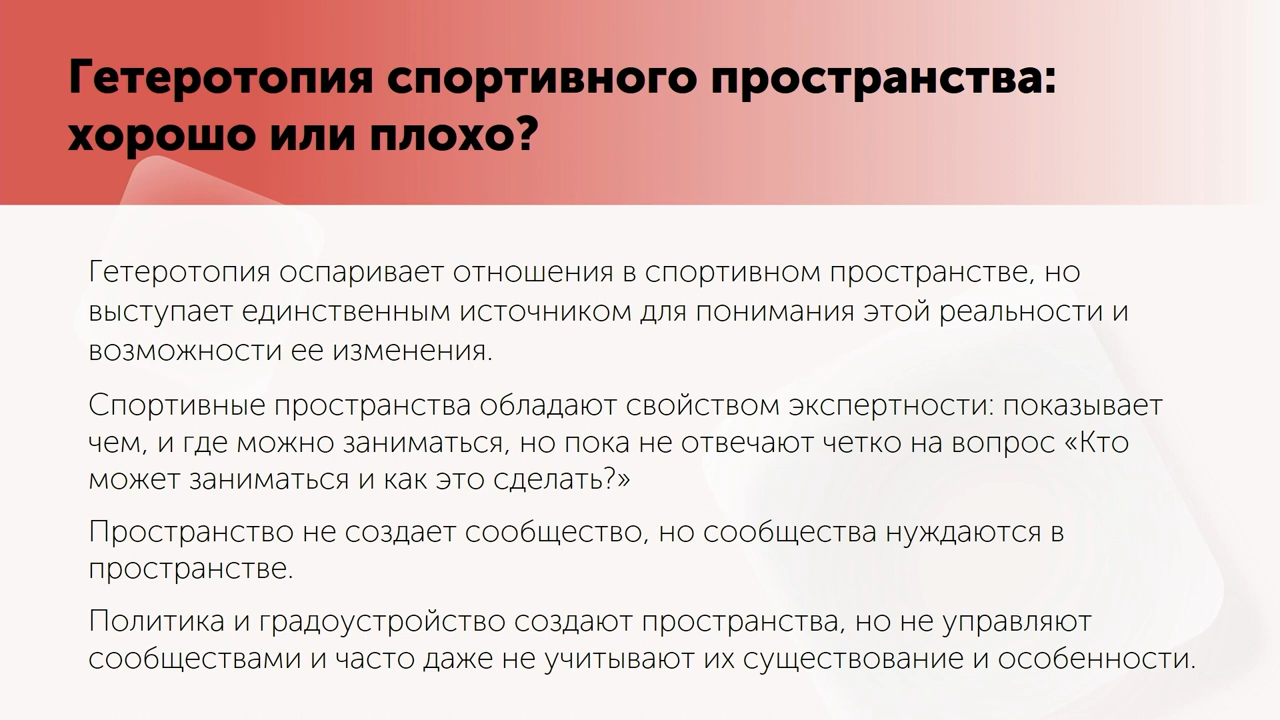 Гетеротопия спортивного пространства:
хорошо или плохо?
Гетеротопия оспаривает отношения в спортивном пространстве, но
выступает единственным источником для понимания этой реальности и
возможности ее изменения.
Спортивные пространства обладают свойством экспертности: показывает
чем, и где можно заниматься, но пока не отвечают четко на вопрос «Кто
может заниматься и как это сделать?»
Пространство не создает сообщество, но сообщества нуждаются в
пространстве.
Политика и градоустройство создают пространства, но не управляют
сообществами и часто даже не учитывают их существование и особенности.